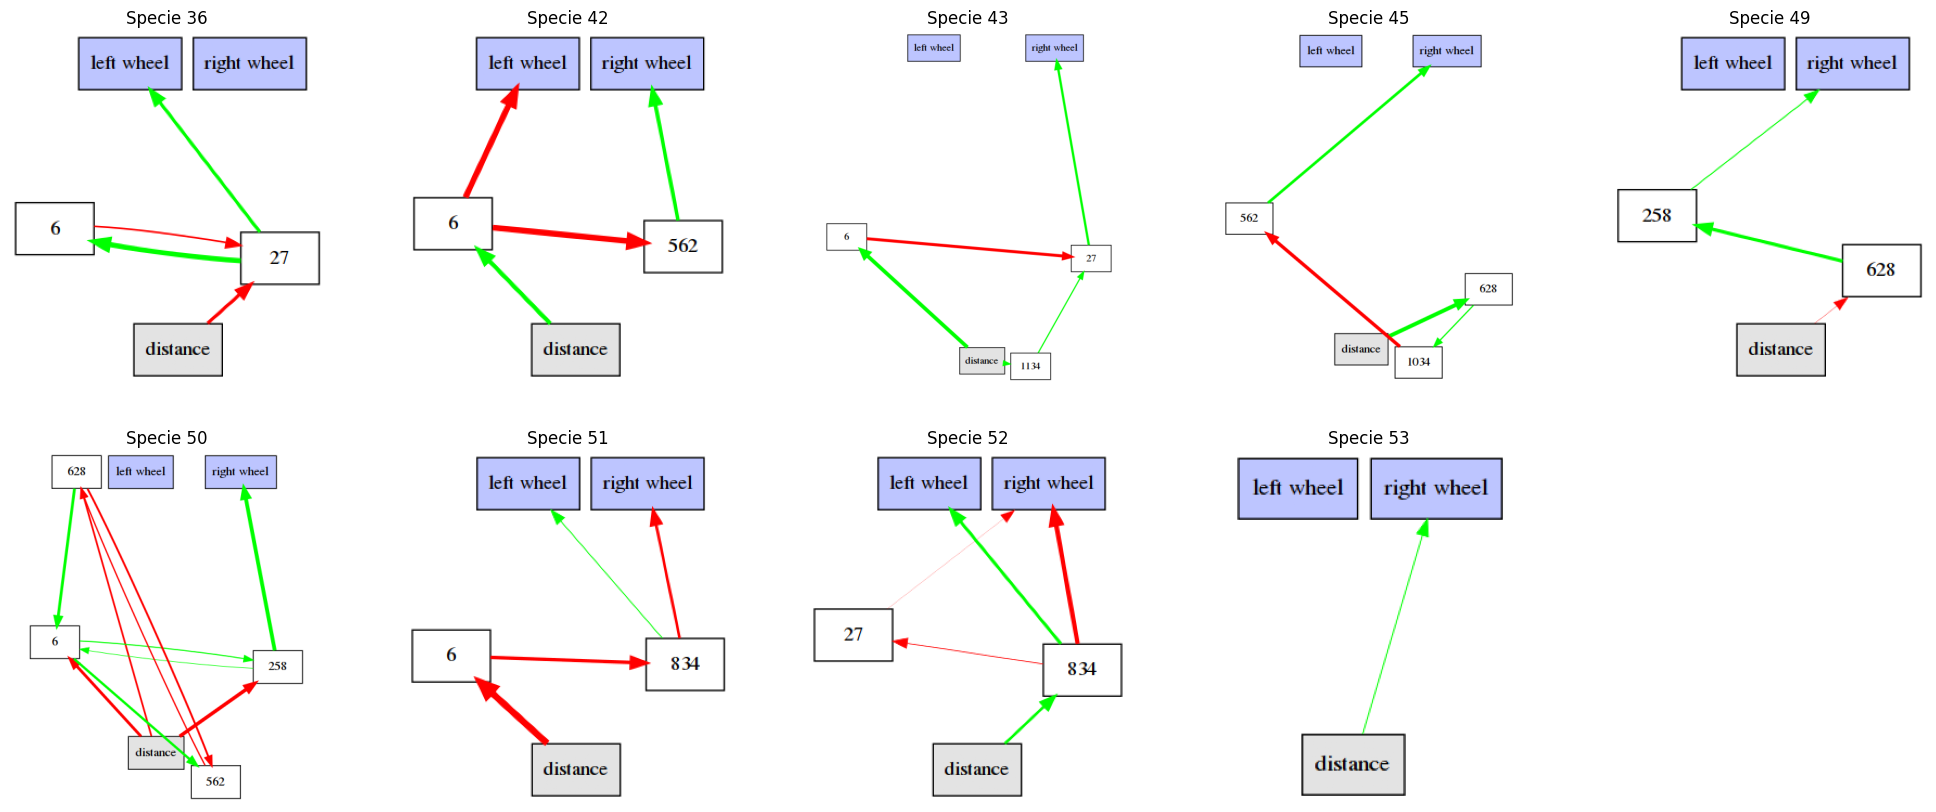 Specie 36
left wheel
right wheel
6
27
distance
Specie 42
left wheel
right wheel
6
562
distance
Specie 43
left wheel
right wheel
6
27
distance
1134
Specie 45
left wheel
right wheel
562
628
distance
1034
Specie 49
left wheel
right wheel
258
628
distance
Specie 50
628
left wheel
right wheel
6
258
distance
562
Specie 51
left wheel
right wheel
6
834
distance
Specie 52
left wheel
right wheel
27
834
distance
Specie 53
left wheel
right wheel
distance